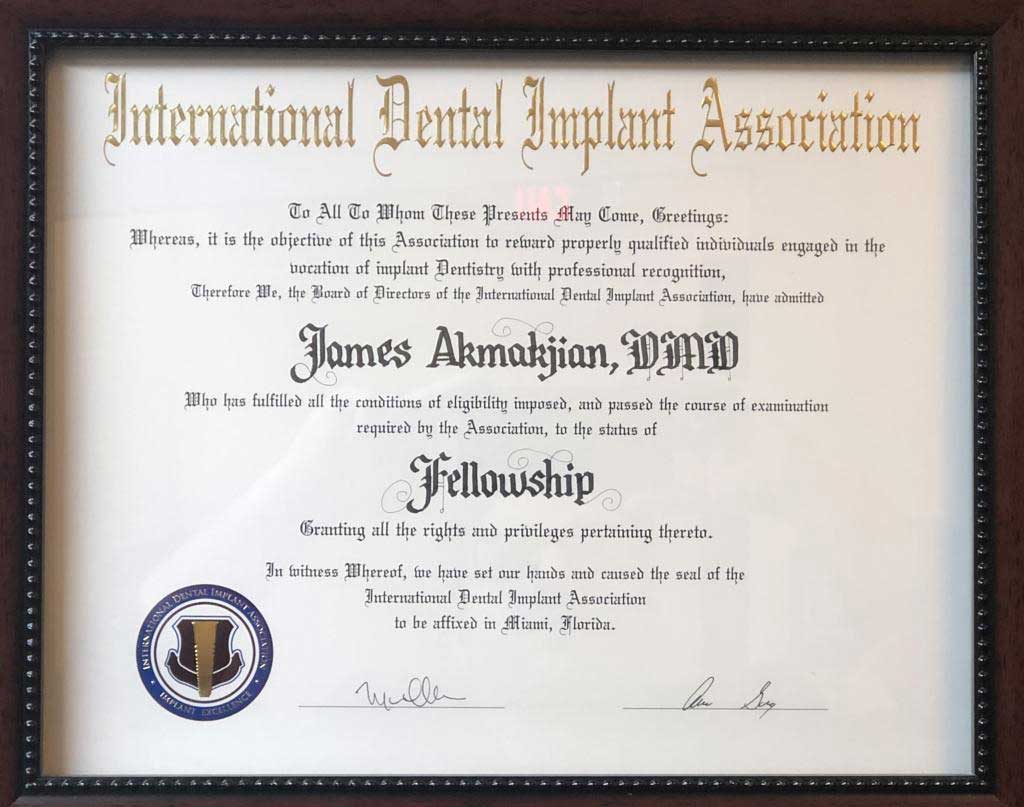 International Dental Implant Association
To All To Whom These Presents May Come, Greetings:
Whereas, it is the objective of this Association to reward properly qualified individuals engaged in the
vocation of implant Dentistry with professional recognition,
Therefore We, the Board of Directors of the International Dental Implant Association, have admitted
James Akmakjian, DMD
Who has fulfilled all the conditions of eligibility imposed, and passed the course of examination
required by the Association, to the status of
Fellowship
Granting all the rights and privileges pertaining thereto.
In witness Whereof, we have set our hands and caused the seal of the
International Dental Implant Association
to be affixed in Miami, Florida.
INTERNATIONAL DENTAL IMPLANT ASSOCIATION
IMPLANT EXCELLENCE